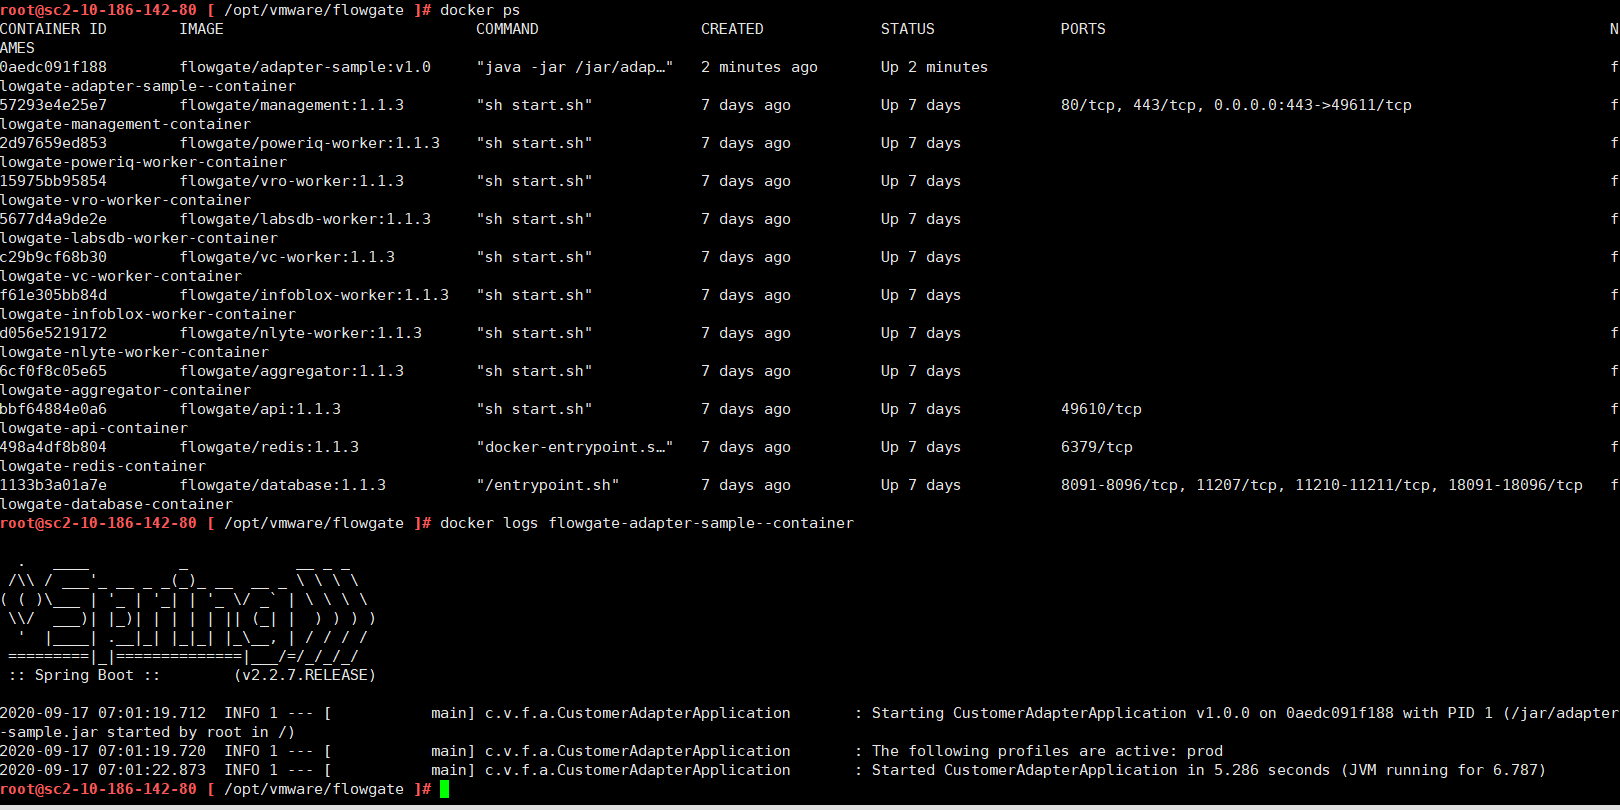 root@sc2-10-186-142-80 [ /opt/vmware/flowgate ]# docker ps
CONTAINER ID        IMAGE                            COMMAND                  CREATED             STATUS              PORTS                                                        N
AMES
0aedc091f188        flowgate/adapter-sample:v1.0     "java -jar /jar/adap…"   2 minutes ago       Up 2 minutes                                                                     f
lowgate-adapter-sample--container
57293e4e25e7        flowgate/management:1.1.3        "sh start.sh"            7 days ago          Up 7 days           80/tcp, 443/tcp, 0.0.0.0:443->49611/tcp                      f
lowgate-management-container
2d97659ed853        flowgate/poweriq-worker:1.1.3    "sh start.sh"            7 days ago          Up 7 days                                                                        f
lowgate-poweriq-worker-container
15975bb95854        flowgate/vro-worker:1.1.3        "sh start.sh"            7 days ago          Up 7 days                                                                        f
lowgate-vro-worker-container
5677d4a9de2e        flowgate/labsdb-worker:1.1.3     "sh start.sh"            7 days ago          Up 7 days                                                                        f
lowgate-labsdb-worker-container
c29b9cf68b30        flowgate/vc-worker:1.1.3         "sh start.sh"            7 days ago          Up 7 days                                                                        f
lowgate-vc-worker-container
f61e305bb84d        flowgate/infoblox-worker:1.1.3   "sh start.sh"            7 days ago          Up 7 days                                                                        f
lowgate-infoblox-worker-container
d056e5219172        flowgate/nlyte-worker:1.1.3      "sh start.sh"            7 days ago          Up 7 days                                                                        f
lowgate-nlyte-worker-container
6cf0f8c05e65        flowgate/aggregator:1.1.3        "sh start.sh"            7 days ago          Up 7 days                                                                        f
lowgate-aggregator-container
bbf64884e0a6        flowgate/api:1.1.3               "sh start.sh"            7 days ago          Up 7 days           49610/tcp                                                    f
lowgate-api-container
498a4df8b804        flowgate/redis:1.1.3             "docker-entrypoint.s…"   7 days ago          Up 7 days           6379/tcp                                                     f
lowgate-redis-container
1133b3a01a7e        flowgate/database:1.1.3          "/entrypoint.sh"         7 days ago          Up 7 days           8091-8096/tcp, 11207/tcp, 11210-11211/tcp, 18091-18096/tcp   f
lowgate-database-container
root@sc2-10-186-142-80 [ /opt/vmware/flowgate ]# docker logs flowgate-adapter-sample--container
  .   ____          _            __ _ _
 /\\ / ___'_ __ _ _(_)_ __  __ _ \ \ \ \
( ( )\___ | '_ | '_| | '_ \/ _` | \ \ \ \
 \\/  ___)| |_)| | | | | || (_| |  ) ) ) )
  '  |____| .__|_| |_|_| |_\__, | / / / /
 =========|_|==============|___/=/_/_/_/
 :: Spring Boot ::        (v2.2.7.RELEASE)
2020-09-17 07:01:19.712  INFO 1 --- [           main] c.v.f.a.CustomerAdapterApplication       : Starting CustomerAdapterApplication v1.0.0 on 0aedc091f188 with PID 1 (/jar/adapter
-sample.jar started by root in /)
2020-09-17 07:01:19.720  INFO 1 --- [           main] c.v.f.a.CustomerAdapterApplication       : The following profiles are active: prod
2020-09-17 07:01:22.873  INFO 1 --- [           main] c.v.f.a.CustomerAdapterApplication       : Started CustomerAdapterApplication in 5.286 seconds (JVM running for 6.787)
root@sc2-10-186-142-80 [ /opt/vmware/flowgate ]#